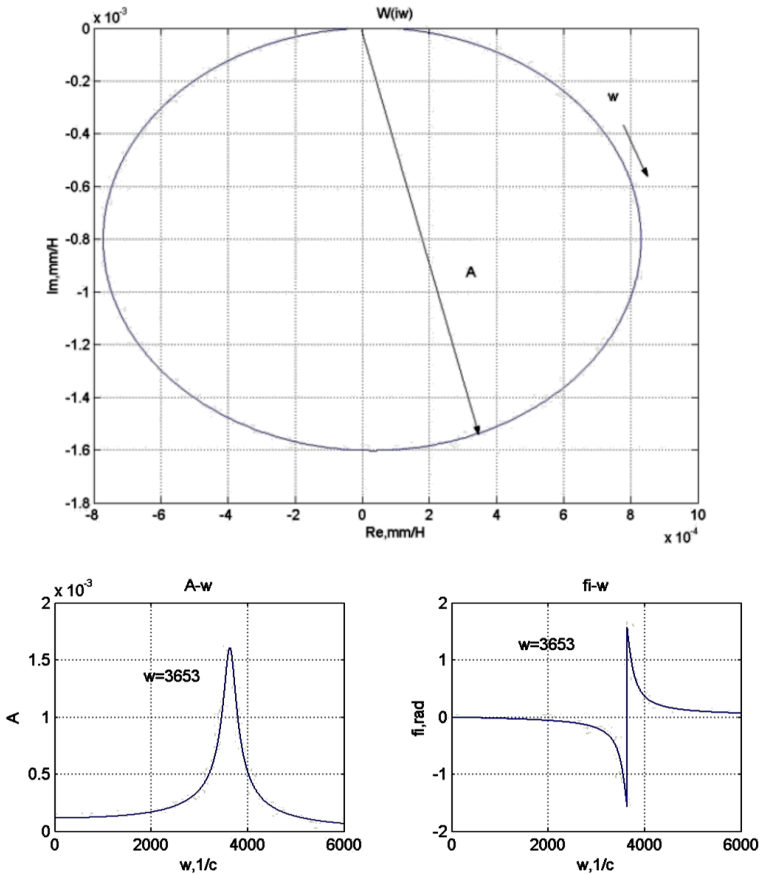 W(iw)
x 10-3
0
-0.2
-0.4
-0.6
-0.8
-1
-1.2
-1.4
-1.6
-1.8
Im,mm/H
w
A
-8 -6 -4 -2 0 2 4 6 8 10
Re,mm/H
x 10-4
A-w
x 10-3
2
1.5
1
0.5
0
A
w=3653
0 2000 4000 6000
w,1/c
fi-w
2
1
0
-1
-2
fi,rad
w=3653
0 2000 4000 6000
w,1/c